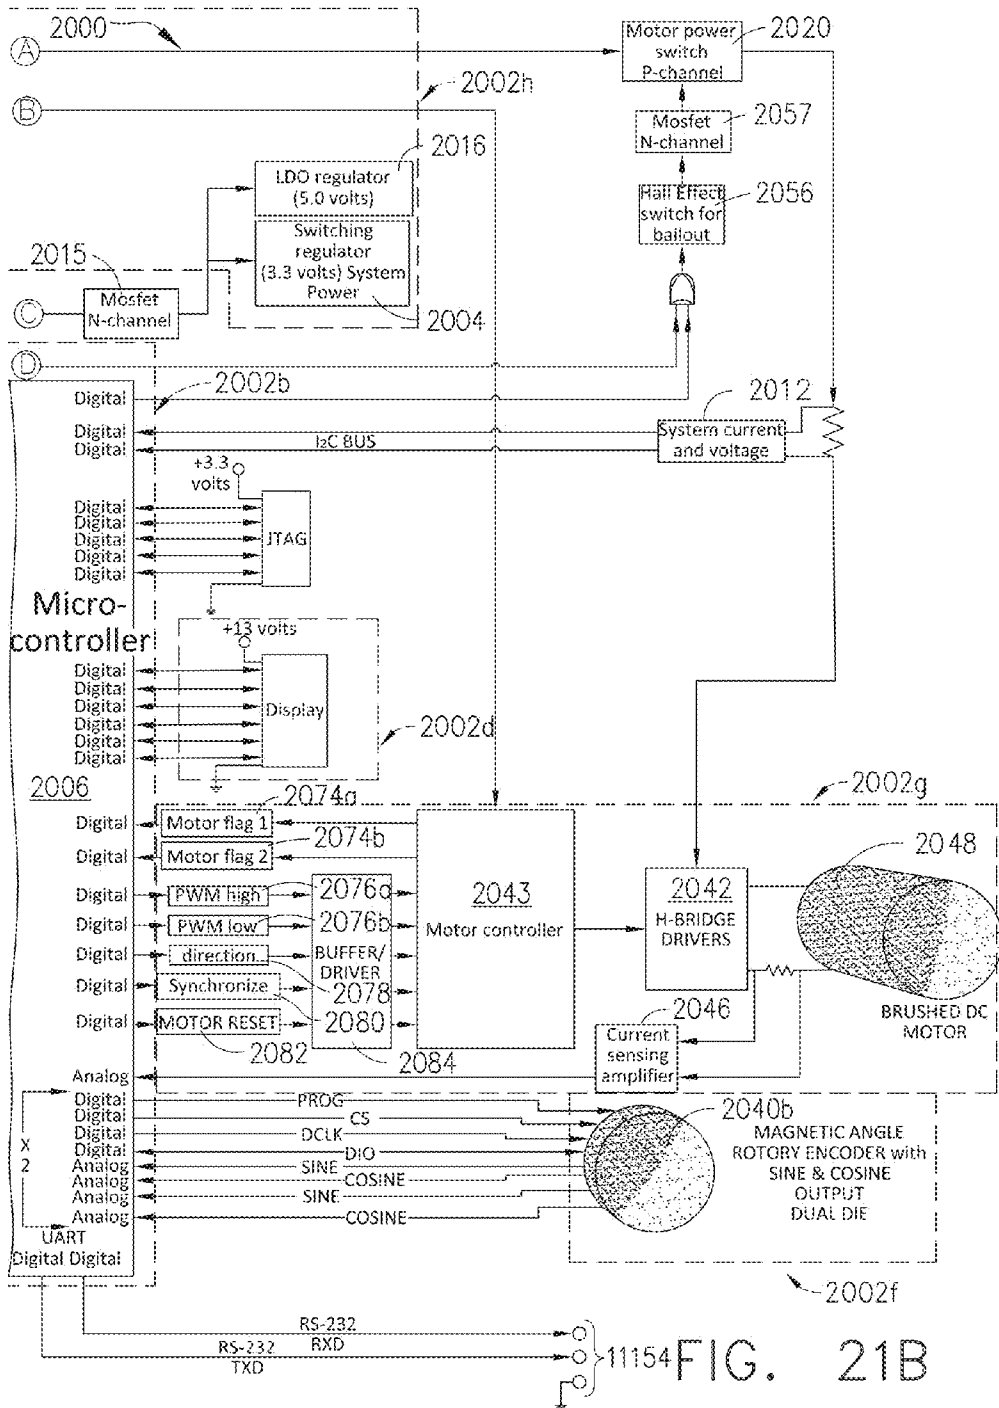 2000
A
Motor power
switch
P-channel
2020
2002h
B
Mosfet
N-channel
2057
2016
LDO regulator
(5.0 volts)
Hall Effect
switch for
bailout
2056
Switching
regulator
(3.3 volts) System
Power
2015
Mosfet
N-channel
C
2004
D
2002b
Digital
2012
Digital
System current
and voltage
I2C BUS
Digital
+3.3
volts
Digital
Digital
Digital
Digital
Digital
JTAG
Micro-
controller
+13 volts
Digital
Digital
Digital
Digital
Digital
Digital
Display
2002d
2006
2074a
2002g
Digital
Motor flag 1
2074b
Digital
Motor flag 2
2048
Digital
PWM high
2076a
2043
Motor controller
2042
H-BRIDGE
DRIVERS
Digital
PWM low
2076b
BUFFER/
DRIVER
Digital
direction
2078
Digital
Synchronize
2080
Digital
MOTOR RESET
2082
2084
2046
BRUSHED DC
MOTOR
Current
sensing
amplifier
Analog
Digital
PROG
Digital
CS
Digital
DCLK
Digital
DIO
Analog
SINE
Analog
COSINE
Analog
SINE
Analog
COSINE
X
2
2040b
MAGNETIC ANGLE
ROTORY ENCODER with
SINE & COSINE
OUTPUT
DUAL DIE
UART
Digital Digital
2002f
RS-232
RXD
RS-232
TXD
11154
FIG. 21B